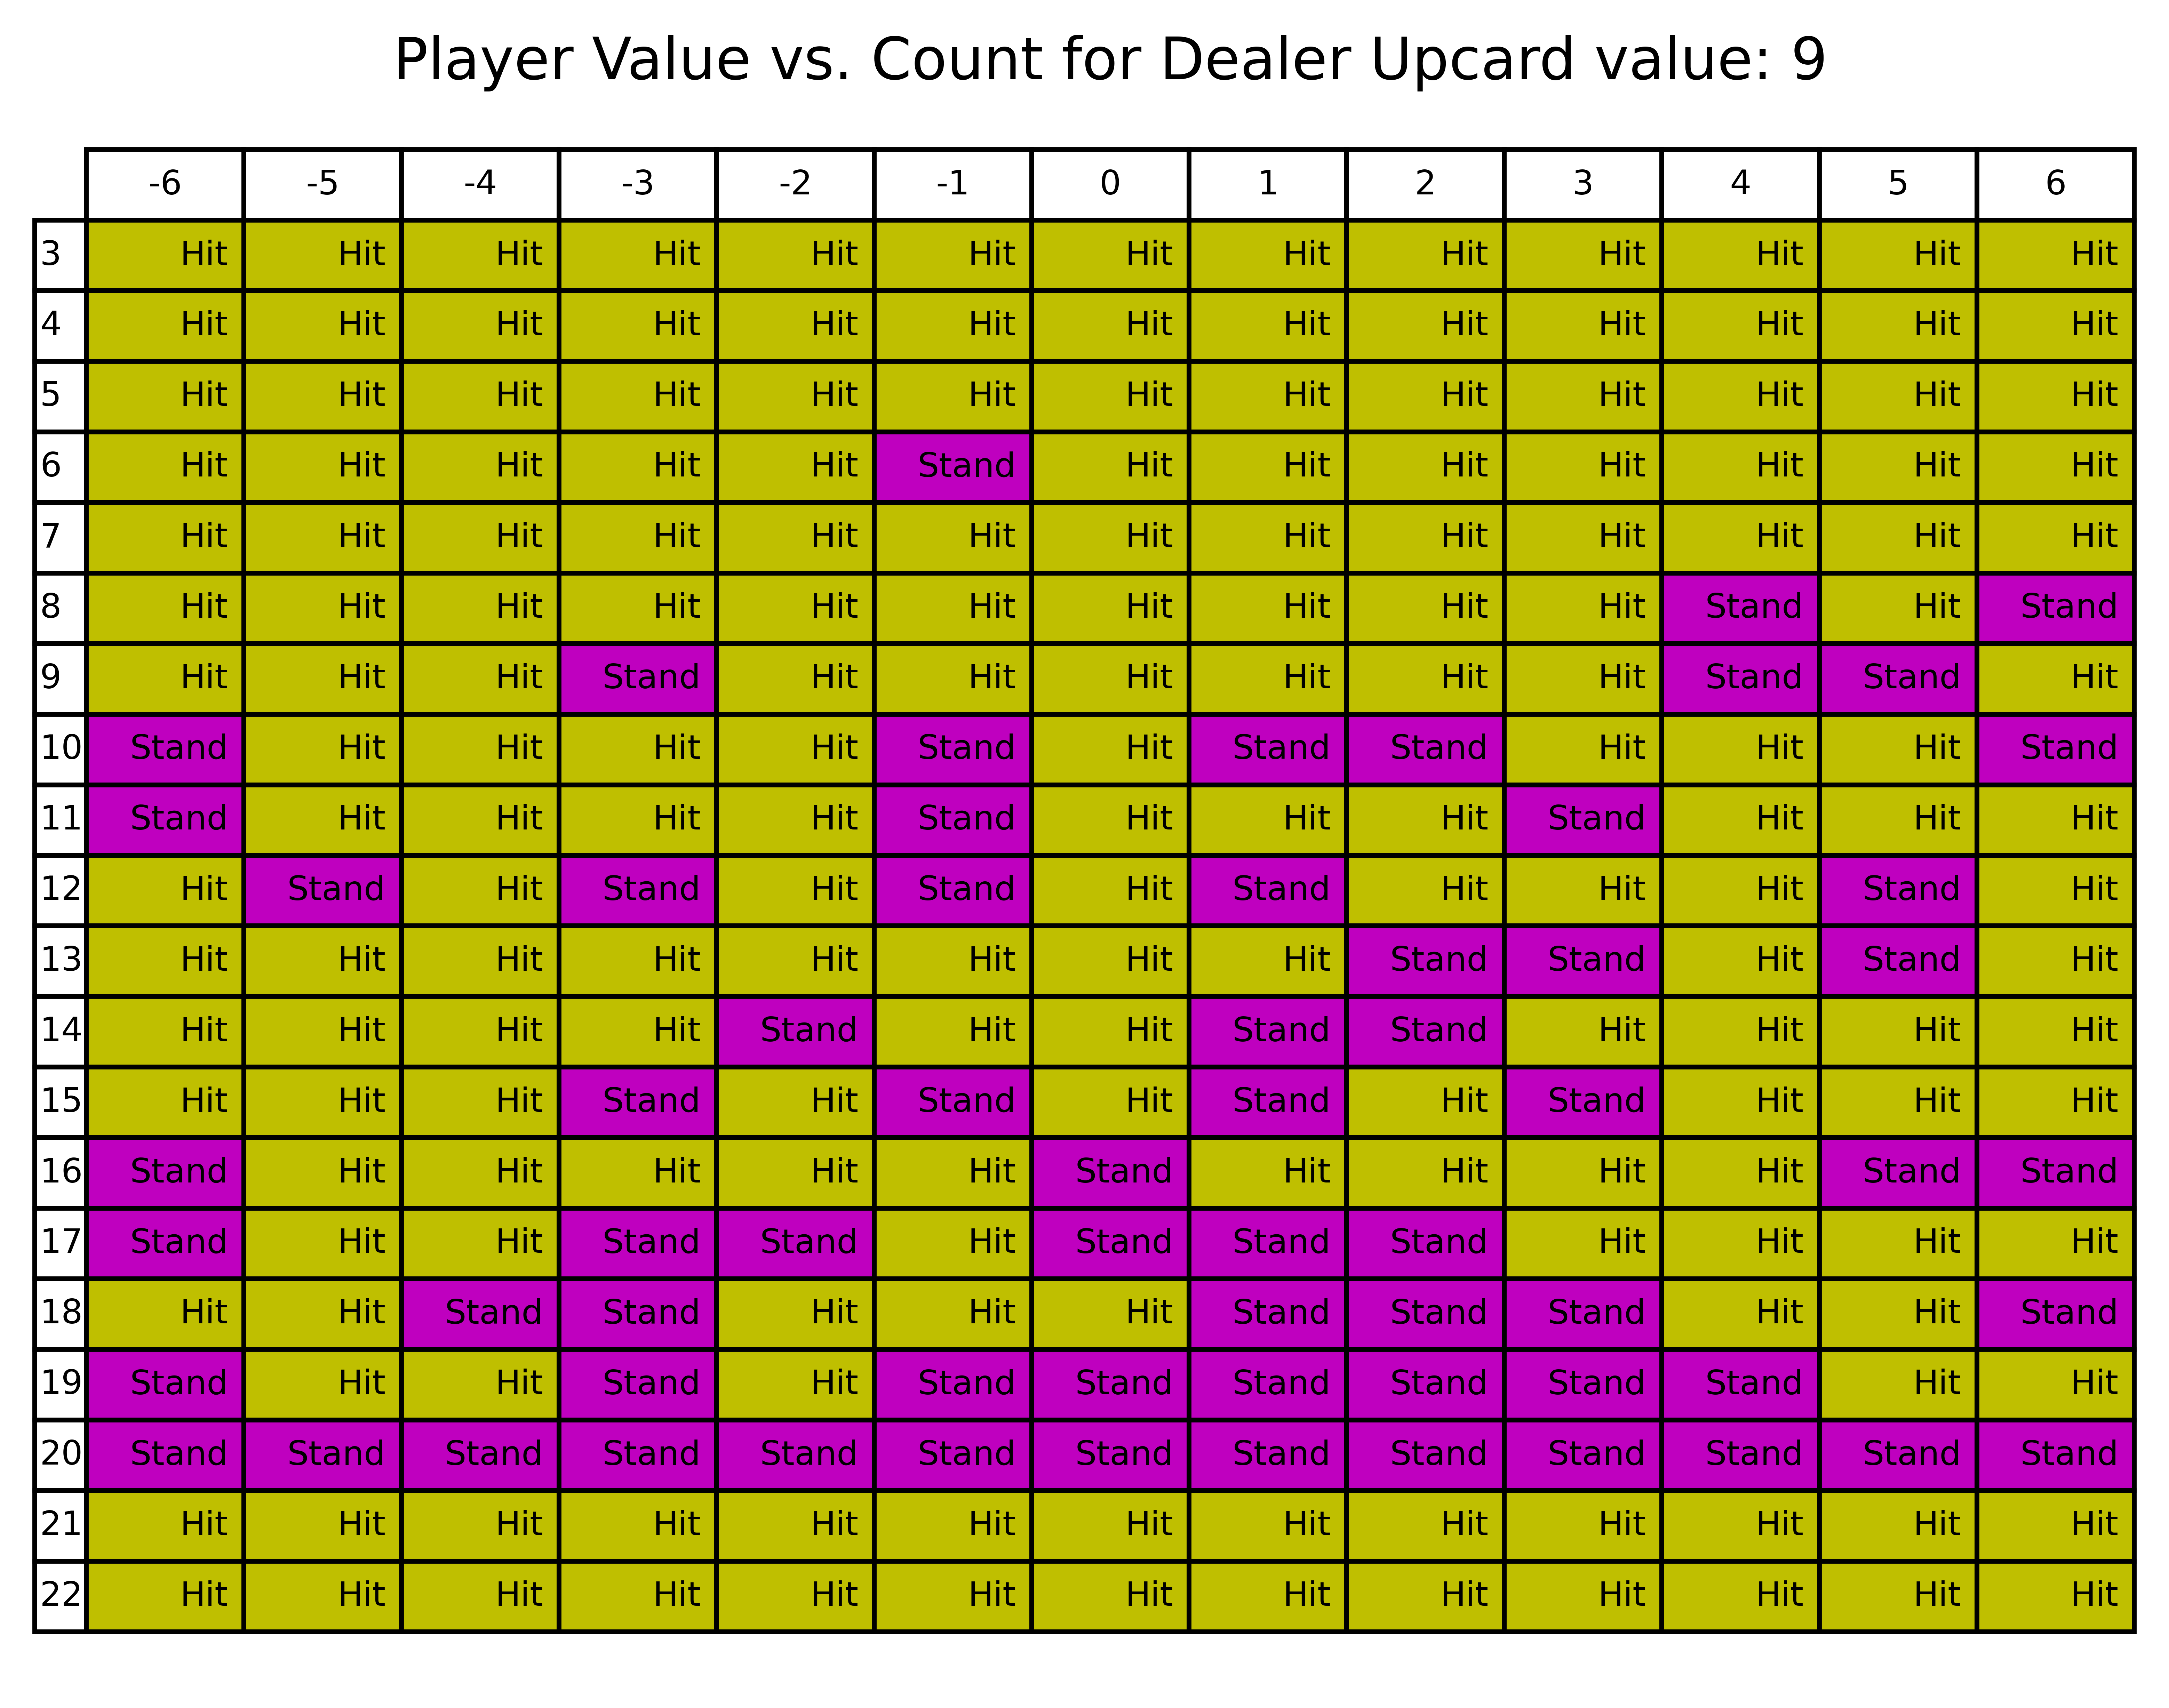 Player Value vs. Count for Dealer Upcard value: 9
-6 -5 -4 -3 -2 -1 0 1 2 3 4 5 6
3 Hit Hit Hit Hit Hit Hit Hit Hit Hit Hit Hit Hit Hit
4 Hit Hit Hit Hit Hit Hit Hit Hit Hit Hit Hit Hit Hit
5 Hit Hit Hit Hit Hit Hit Hit Hit Hit Hit Hit Hit Hit
6 Hit Hit Hit Hit Hit Stand Hit Hit Hit Hit Hit Hit Hit
7 Hit Hit Hit Hit Hit Hit Hit Hit Hit Hit Hit Hit Hit
8 Hit Hit Hit Hit Hit Hit Hit Hit Hit Hit Stand Hit Stand
9 Hit Hit Hit Stand Hit Hit Hit Hit Hit Hit Stand Stand Hit
10 Stand Hit Hit Hit Hit Stand Hit Stand Stand Hit Hit Hit Stand
11 Stand Hit Hit Hit Hit Stand Hit Hit Hit Stand Hit Hit Hit
12 Hit Stand Hit Stand Hit Stand Hit Stand Hit Hit Hit Stand Hit
13 Hit Hit Hit Hit Hit Hit Hit Hit Stand Stand Hit Stand Hit
14 Hit Hit Hit Hit Stand Hit Hit Stand Stand Hit Hit Hit Hit
15 Hit Hit Hit Stand Hit Stand Hit Stand Hit Stand Hit Hit Hit
16 Stand Hit Hit Hit Hit Hit Stand Hit Hit Hit Hit Stand Stand
17 Stand Hit Hit Stand Stand Hit Stand Stand Stand Hit Hit Hit Hit
18 Hit Hit Stand Stand Hit Hit Hit Stand Stand Stand Hit Hit Stand
19 Stand Hit Hit Stand Hit Stand Stand Stand Stand Stand Stand Hit Hit
20 Stand Stand Stand Stand Stand Stand Stand Stand Stand Stand Stand Stand Stand
21 Hit Hit Hit Hit Hit Hit Hit Hit Hit Hit Hit Hit Hit
22 Hit Hit Hit Hit Hit Hit Hit Hit Hit Hit Hit Hit Hit